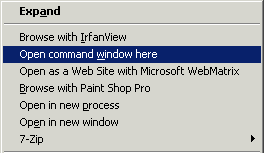 Expand
Browse with IrfanView
Open command window here
Open as a Web Site with Microsoft WebMatrix
Browse with Paint Shop Pro
Open in new process
Open in new window
7-Zip